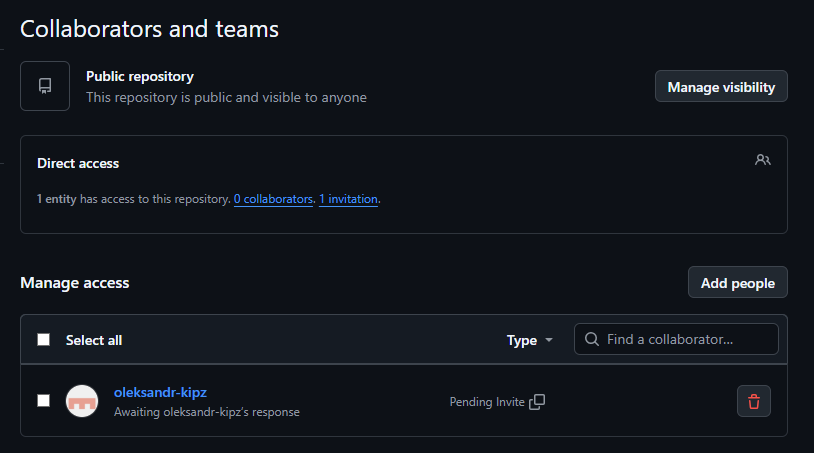 Collaborators and teams
Public repository
This repository is public and visible to anyone
Manage visibility
Direct access
1 entity has access to this repository. 0 collaborators. 1 invitation.
Manage access
Add people
Select all
Type
Find a collaborator...
oleksandr-kipz
Awaiting oleksandr-kipz's response
Pending Invite